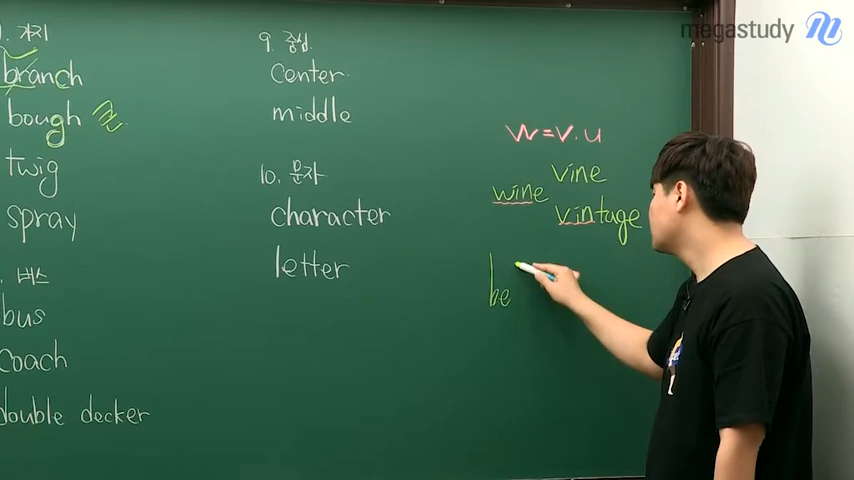 가지
branch
bough 큰
twig
spray
버스
bus
coach
double decker
9. 중심
center
middle
10. 문자
character
letter
W=V.U
vine
wine
vintage
be
megastudy